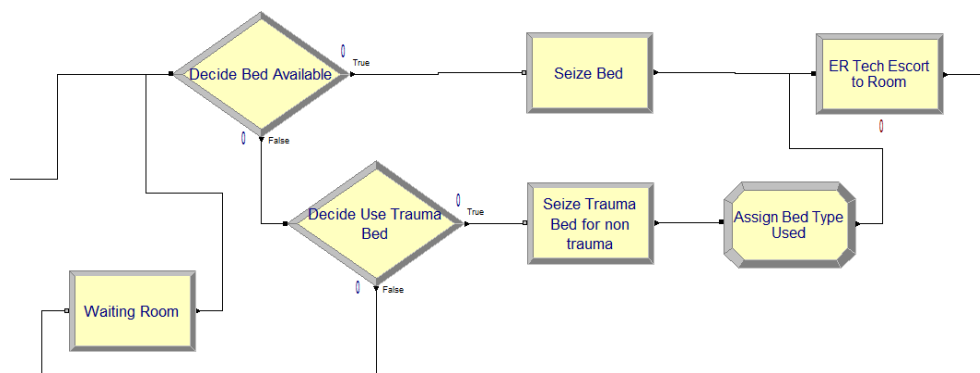 0
True
Decide Bed Available
0
False
Seize Bed
ER Tech Escort
to Room
0
0
True
Decide Use Trauma
Bed
0
False
Seize Trauma
Bed for non
trauma
Assign Bed Type
Used
Waiting Room